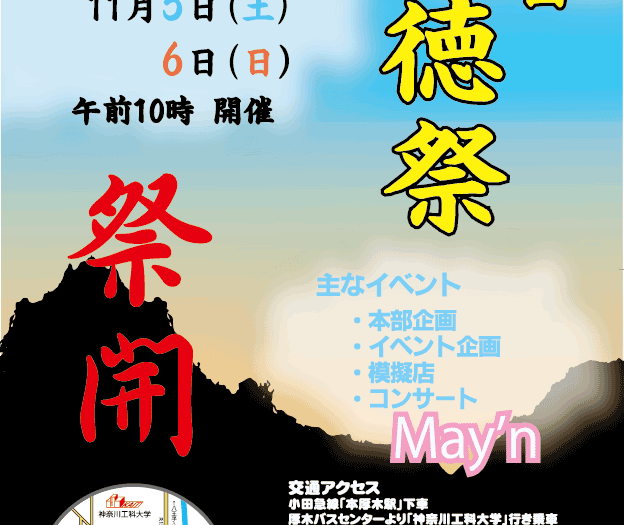 11月5日(土)
6日(日)
午前10時 開催
徳祭
祭開
主なイベント
・本部企画
・イベント企画
・模擬店
・コンサート
May'n
交通アクセス
小田急線「本厚木駅」下車
厚木バスセンターより「神奈川工科大学」行き乗車
神奈川工科大学